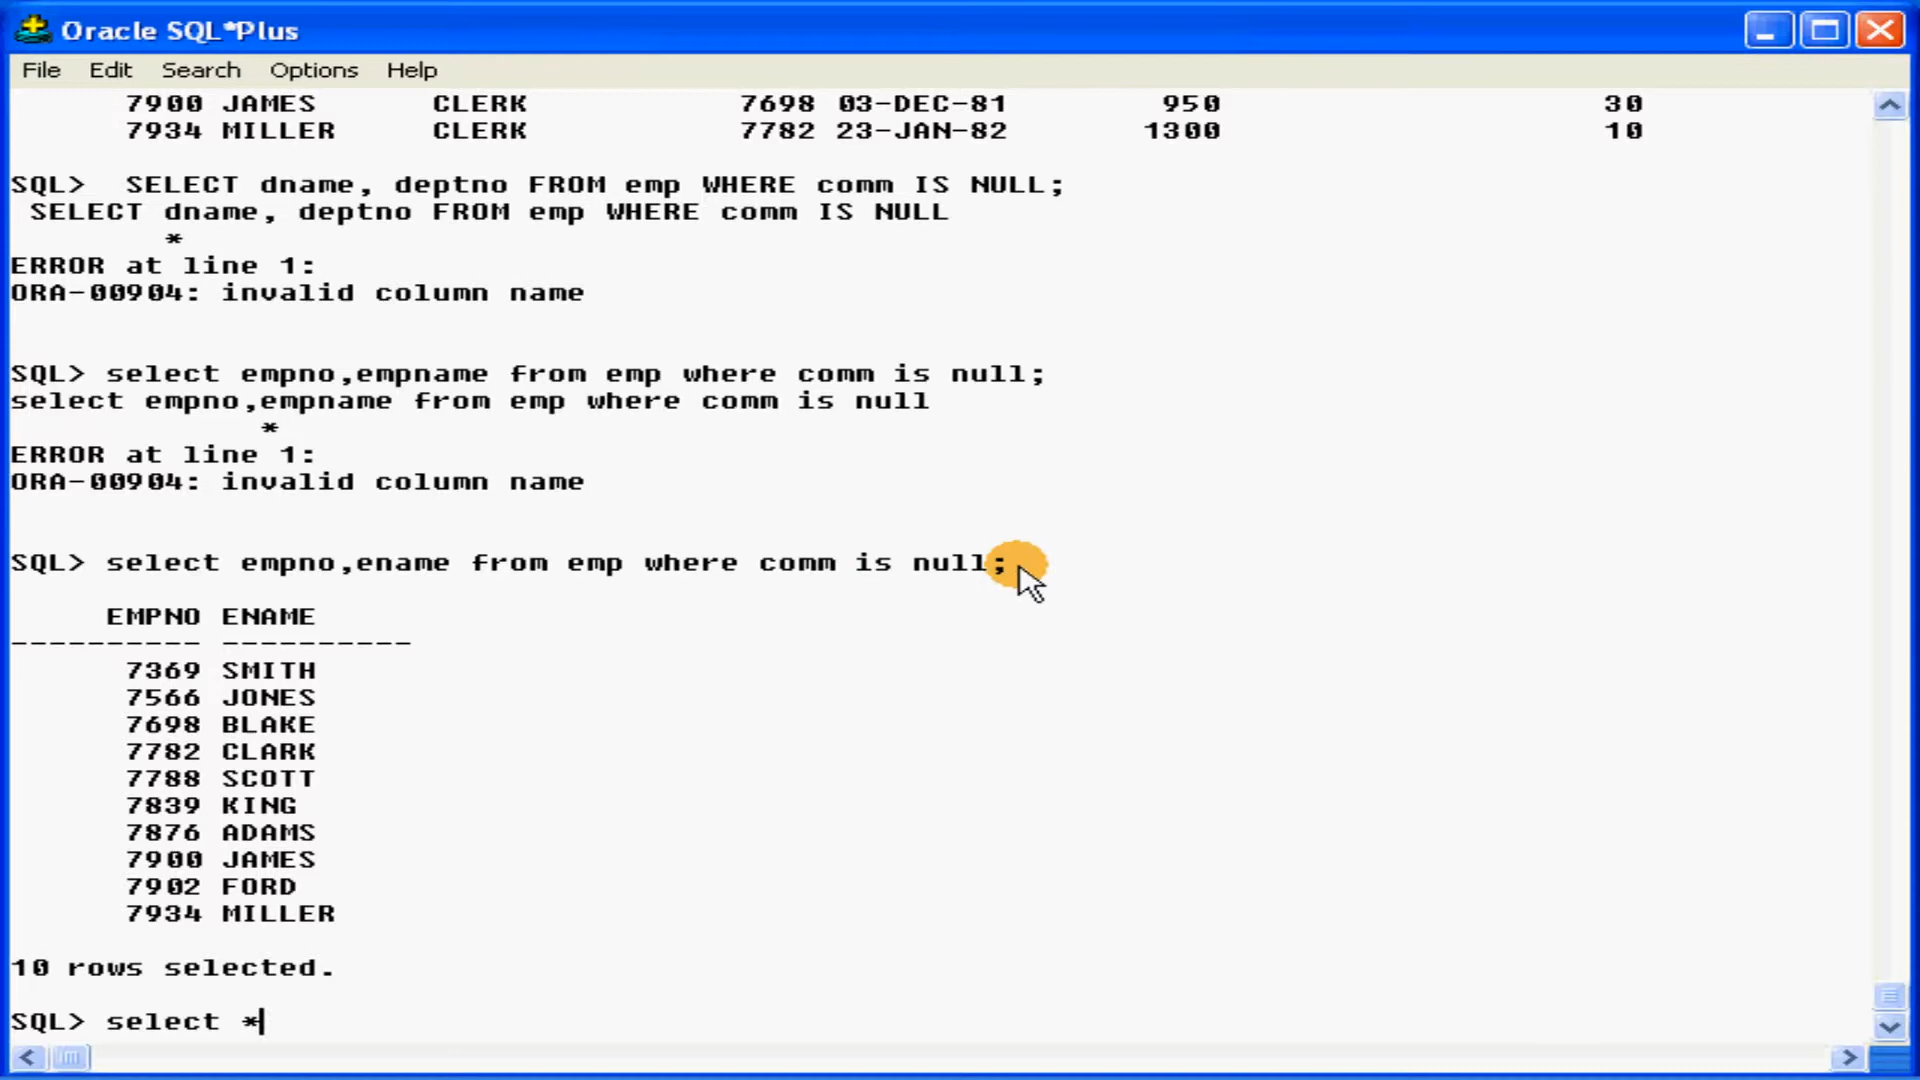 Oracle SQL*Plus
File Edit Search Options Help
7900 JAMES CLERK 7698 03-DEC-81 950 30
7934 MILLER CLERK 7782 23-JAN-82 1300 10
SQL>  SELECT dname, deptno FROM emp WHERE comm IS NULL;
SELECT dname, deptno FROM emp WHERE comm IS NULL
*
ERROR at line 1:
ORA-00904: invalid column name
SQL> select empno,empname from emp where comm is null;
select empno,empname from emp where comm is null
*
ERROR at line 1:
ORA-00904: invalid column name
SQL> select empno,ename from emp where comm is null;
EMPNO ENAME
---------- ----------
7369 SMITH
7566 JONES
7698 BLAKE
7782 CLARK
7788 SCOTT
7839 KING
7876 ADAMS
7900 JAMES
7902 FORD
7934 MILLER
10 rows selected.
SQL> select *